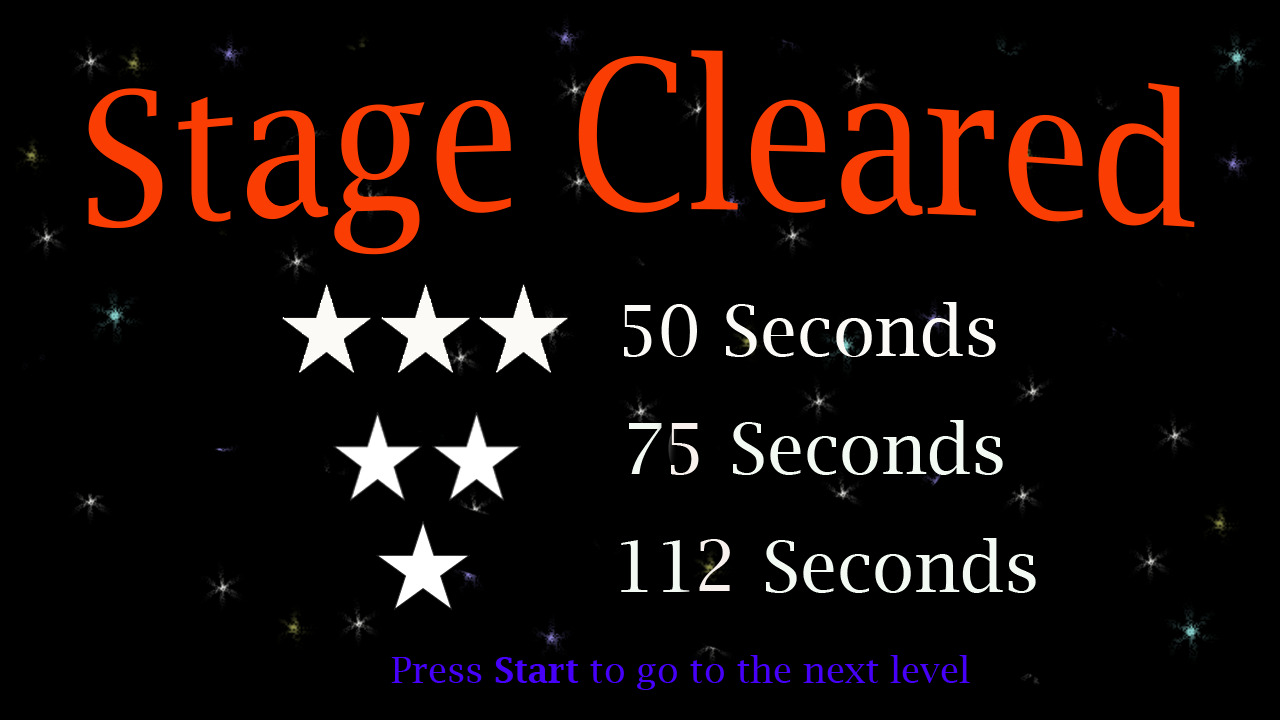 Stage Cleared
50 Seconds
75 Seconds
112 Seconds
Press Start to go to the next level